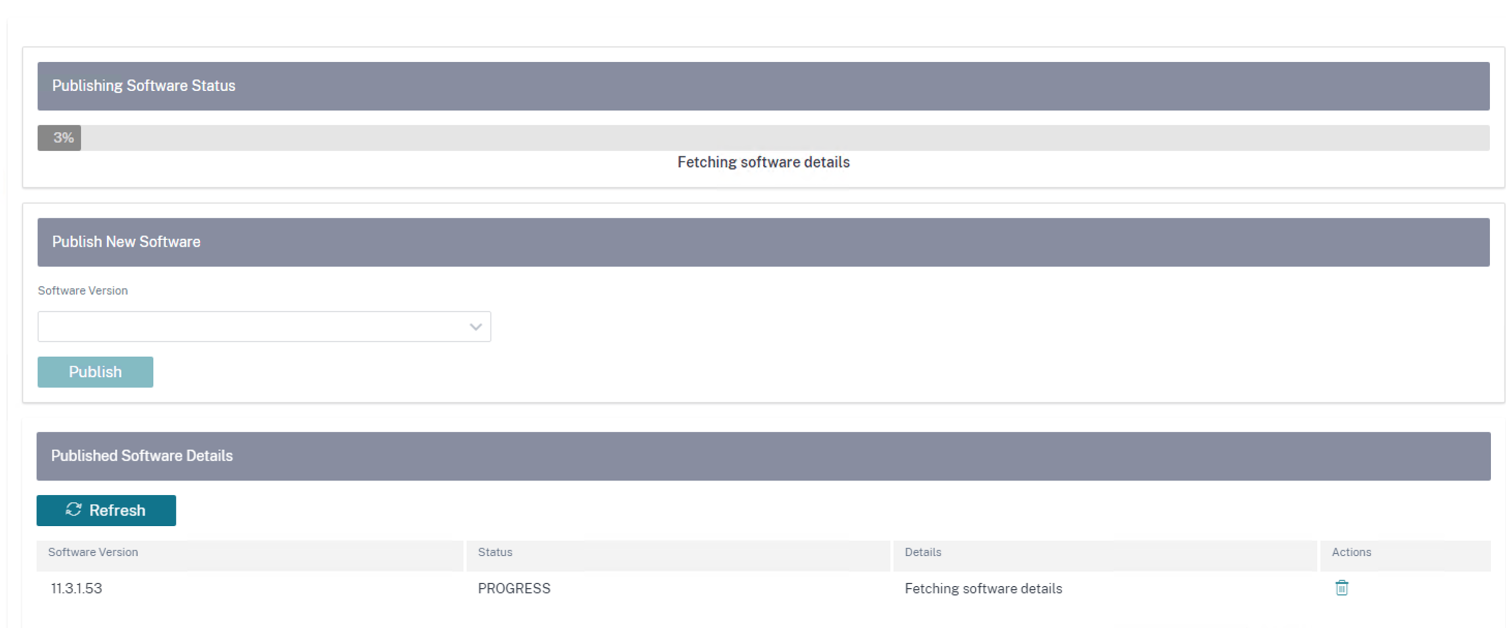 Publishing Software Status
3%
Fetching software details
Publish New Software
Software Version
Publish
Published Software Details
Refresh
Software Version Status Details Actions
11.3.1.53 PROGRESS Fetching software details